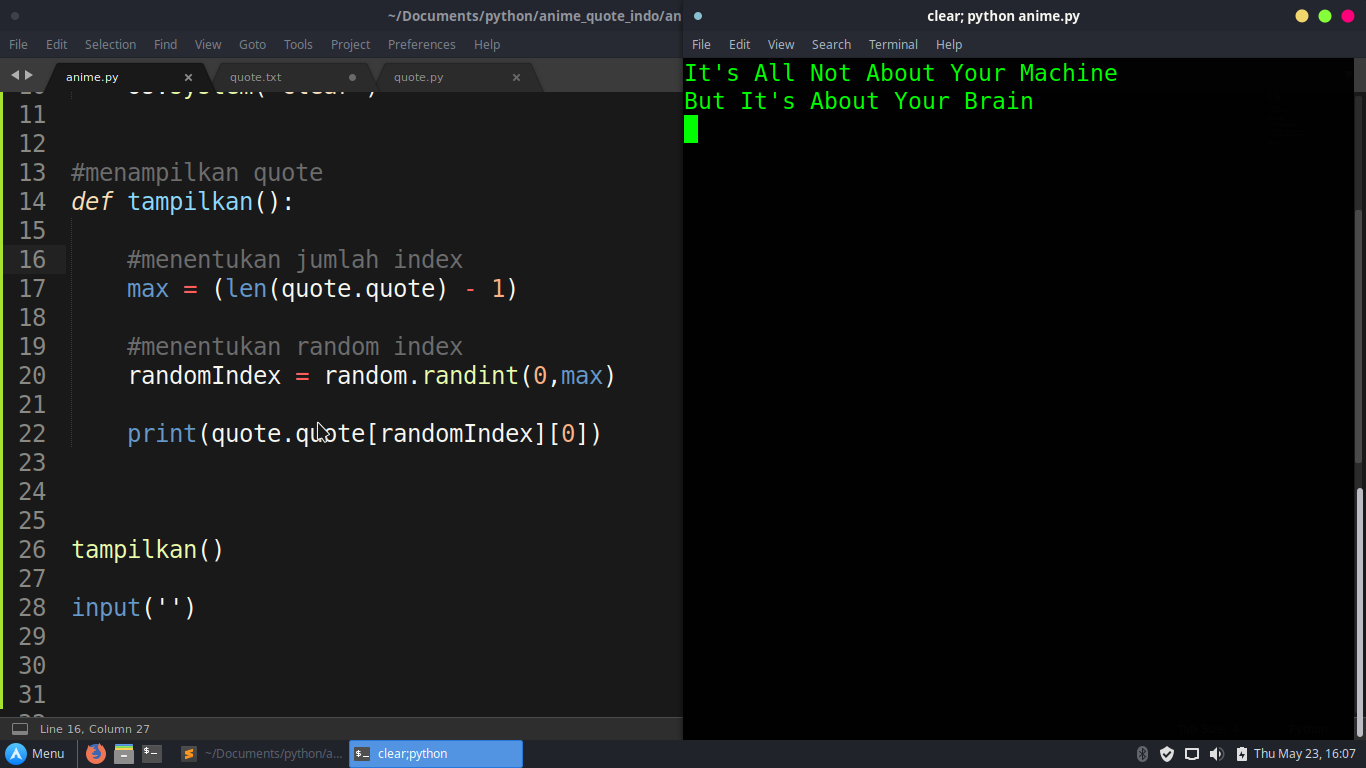 ~/Documents/python/anime_quote_indo/an
File Edit Selection Find View Goto Tools Project Preferences Help
anime.py × quote.txt quote.py ×
11
12
13 #menampilkan quote
14 def tampilkan():
15
16 #menentukan jumlah index
17 max = (len(quote.quote) - 1)
18
19 #menentukan random index
20 randomIndex = random.randint(0,max)
21
22 print(quote.quote[randomIndex][0])
23
24
25
26 tampilkan()
27
28 input('')
29
30
31
Line 16, Column 27
clear; python anime.py
File Edit View Search Terminal Help
It's All Not About Your Machine
But It's About Your Brain
Menu ~/Documents/python/a... clear;python Thu May 23, 16:07